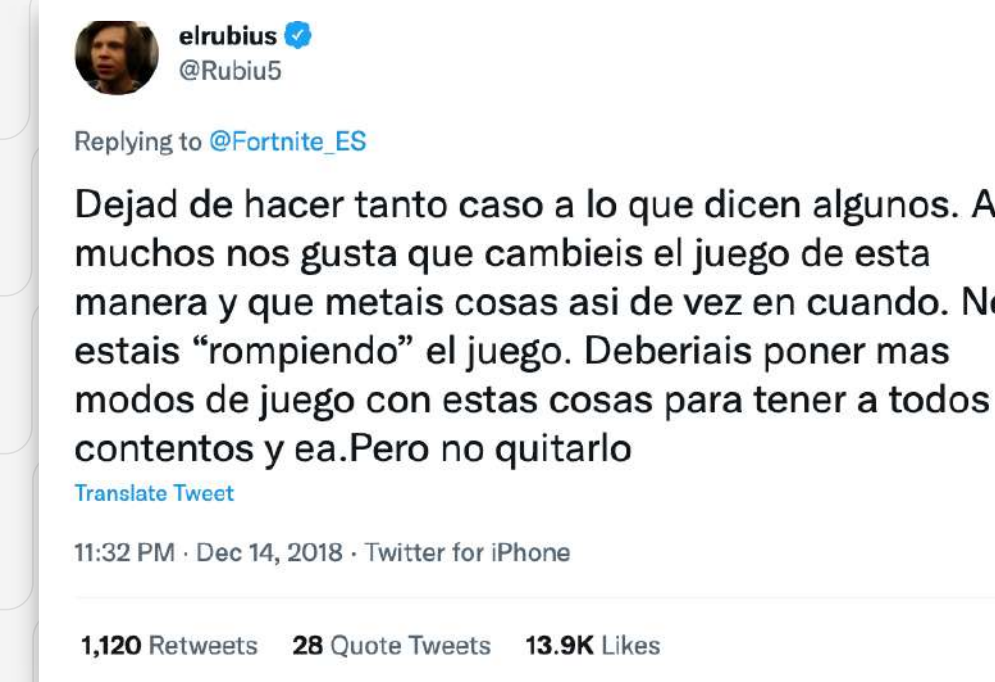 elrubius
@Rubiu5
Replying to @Fortnite_ES
Dejad de hacer tanto caso a lo que dicen algunos. A
muchos nos gusta que cambieis el juego de esta
manera y que metais cosas asi de vez en cuando.
estais “rompiendo” el juego. Deberiais poner mas
modos de juego con estas cosas para tener a todos
contentos y ea.Pero no quitarlo
Translate Tweet
11:32 PM · Dec 14, 2018 · Twitter for iPhone
1,120 Retweets 28 Quote Tweets 13.9K Likes